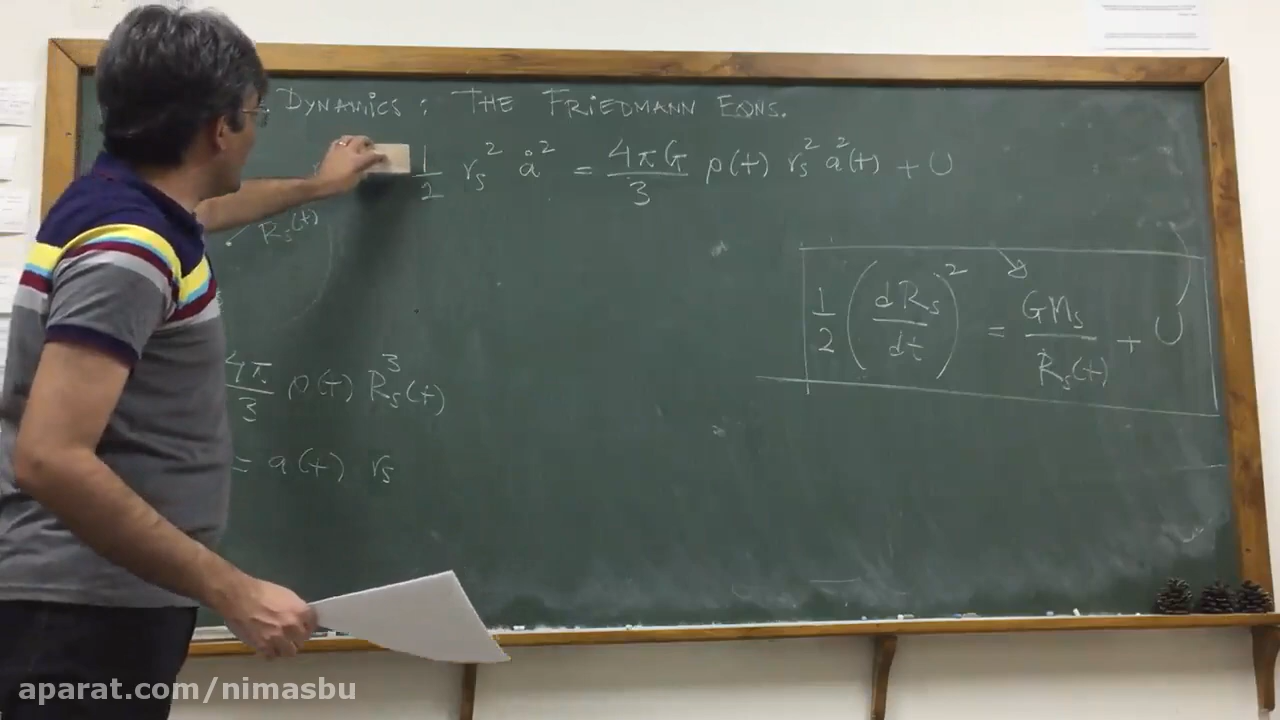 . DYNAMICS : THE FRIEDMANN EQNS.
1/2 r_s^2 ȧ^2 = 4πG/3 ρ(t) r_s^2 a^2(t) + U
R_s(t)
1/2 (dR_s/dt)^2 = GM_s/R_s(t) + U
4π/3 ρ(t) R_s^3(t)
= a(t) r_s
aparat.com/nimasbu